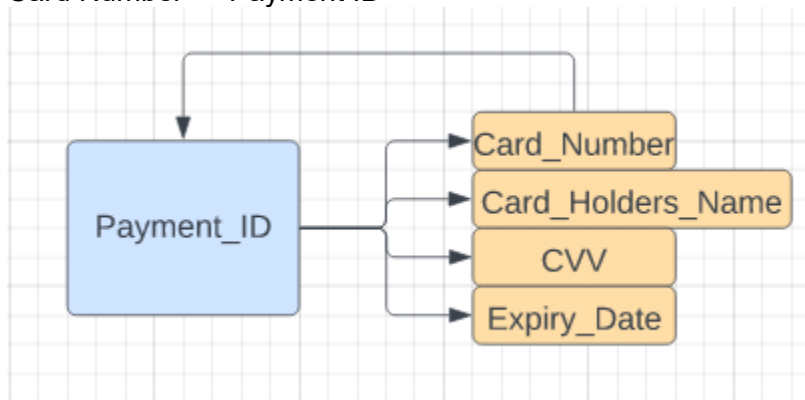 Payment_ID
Card_Number
Card_Holders_Name
CVV
Expiry_Date